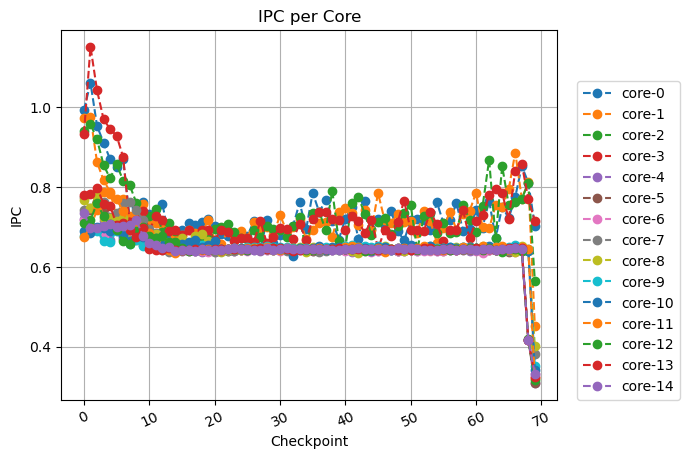 IPC per Core
IPC
1.0
0.8
0.6
0.4
0
10
20
30
40
50
60
70
Checkpoint
core-0
core-1
core-2
core-3
core-4
core-5
core-6
core-7
core-8
core-9
core-10
core-11
core-12
core-13
core-14